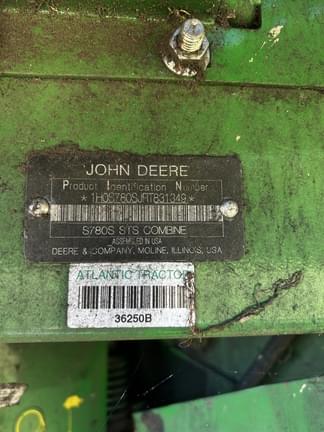 JOHN DEERE
Product Identification Number
*1H0S780SJRT831349*
S780S STS COMBINE
ASSEMBLED IN USA
DEERE & COMPANY, MOLINE, ILLINOIS, USA
ATLANTIC TRACTOR
36250B